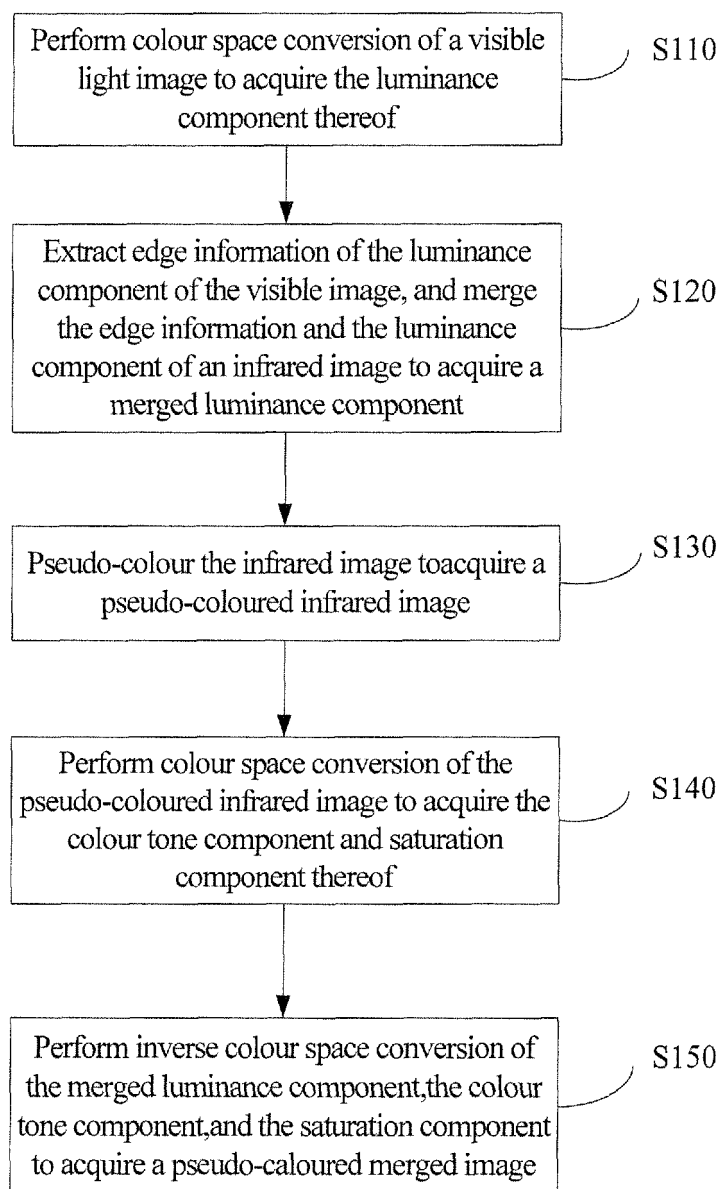 Perform colour space conversion of a visible
light image to acquire the luminance
component thereof
S110
Extract edge information of the luminance
component of the visible image, and merge
the edge information and the luminance
component of an infrared image to acquire a
merged luminance component
S120
Pseudo-colour the infrared image toacquire a
pseudo-coloured infrared image
S130
Perform colour space conversion of the
pseudo-coloured infrared image to acquire the
colour tone component and saturation
component thereof
S140
Perform inverse colour space conversion of
the merged luminance component,the colour
tone component,and the saturation component
to acquire a pseudo-caloured merged image
S150